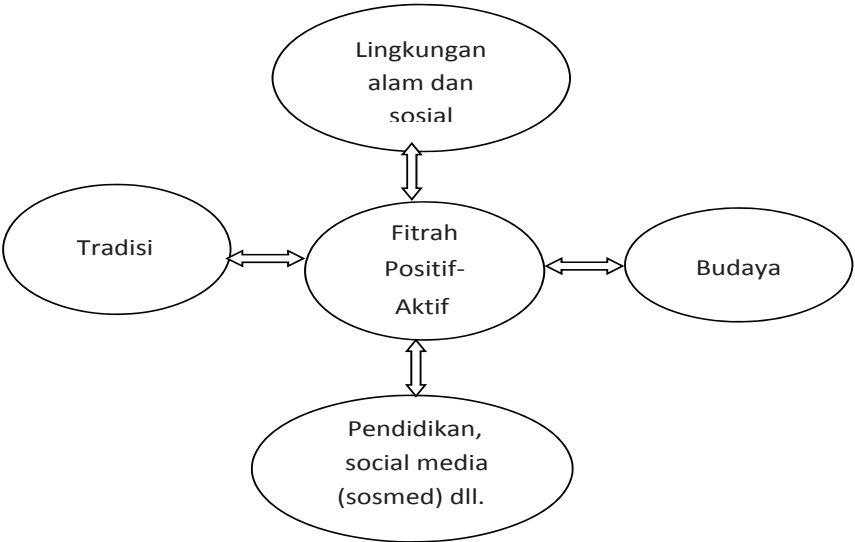 Lingkungan
alam dan
sosial
Tradisi
Fitrah
Positif-
Aktif
Budaya
Pendidikan,
social media
(sosmed) dll.